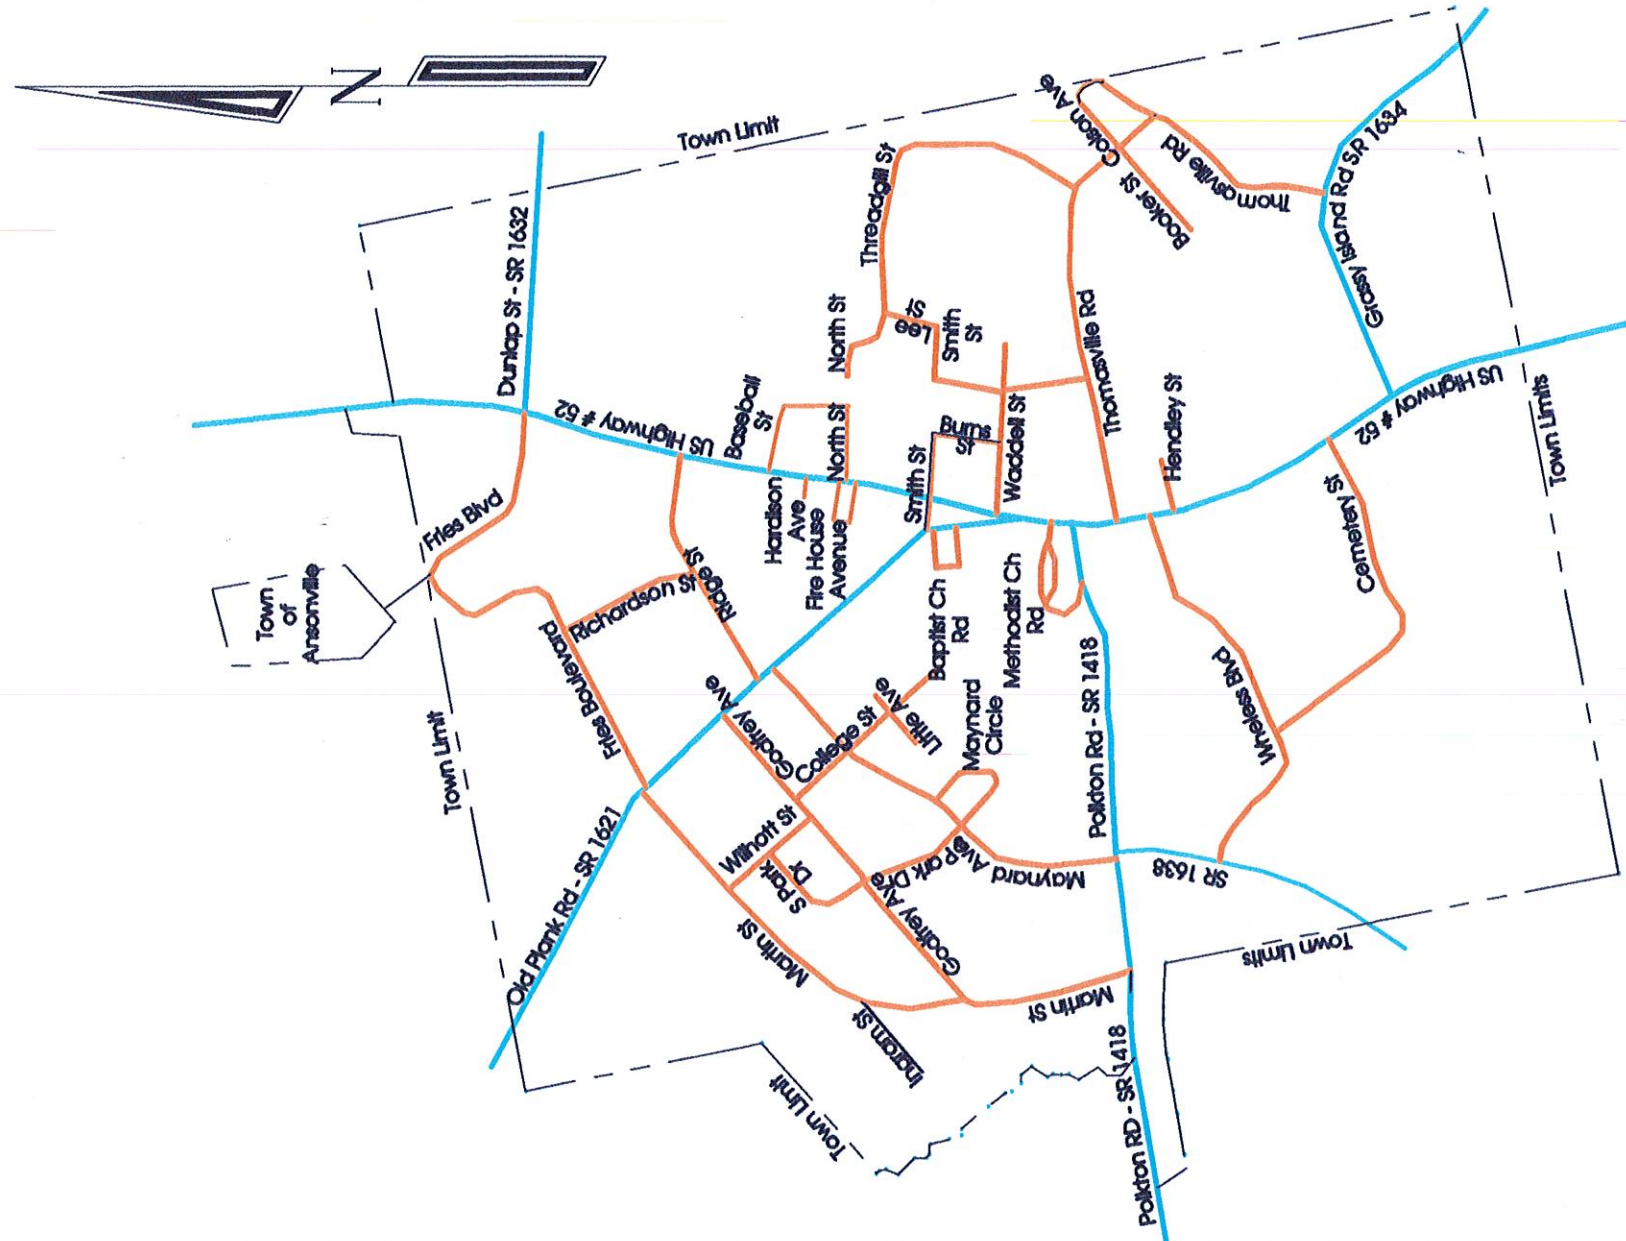 N
Town Limit
Colson Ave
Thomasville Rd
Booker St
Grassy Island Rd SR 1634
Dunlap St - SR 1632
Threadgill St
North St
Lee
St
Smith
St
Thomasville Rd
US Highway # 52
US Highway # 52
Town Limits
Baseball
St
North St
Burns
St
Smith St
Waddell St
Hendley St
Hardison
Ave
Fire House
Avenue
Cemetery St
Fries Blvd
Town
of
Ansonville
Richardson St
Ridge St
Baptist Ch
Rd
Methodist Ch
Rd
Fries Boulevard
Town Limit
Godfrey Ave
College St
Little Ave
Maynard
Circle
Polkton Rd - SR 1418
Wheless Blvd
Old Plank Rd - SR 1621
Wilhott St
S Park
Dr
Park Drve
Maynard Ave
SR 1638
Godfrey Ave
Martin St
Martin St
Ingram St
Town Limits
Town Limit
Polkton RD - SR 1418